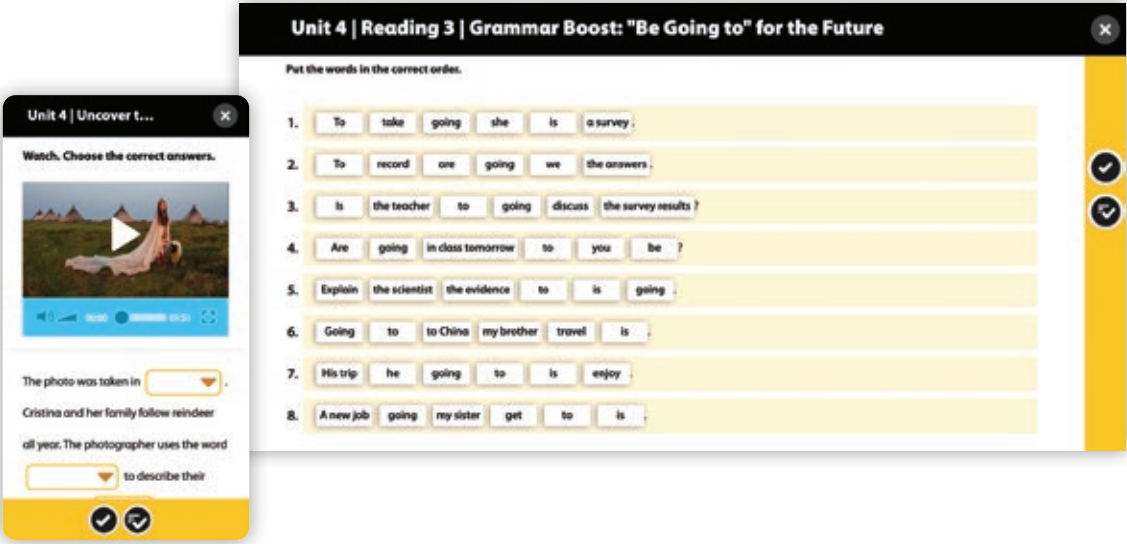 Unit 4 | Reading 3 | Grammar Boost: "Be Going to" for the Future
Put the words in the correct order.
1. To take going she is a survey .
2. To record are going we the answers .
3. Is the teacher to going discuss the survey results ?
4. Are going in class tomorrow to you be ?
5. Explain the scientist the evidence to is going .
6. Going to to China my brother travel is .
7. His trip he going to is enjoy .
8. A new job going my sister get to is .
Unit 4 | Uncover t...
Watch. Choose the correct answers.
00:00
The photo was taken in .
Cristina and her family follow reindeer
all year. The photographer uses the word
to describe their